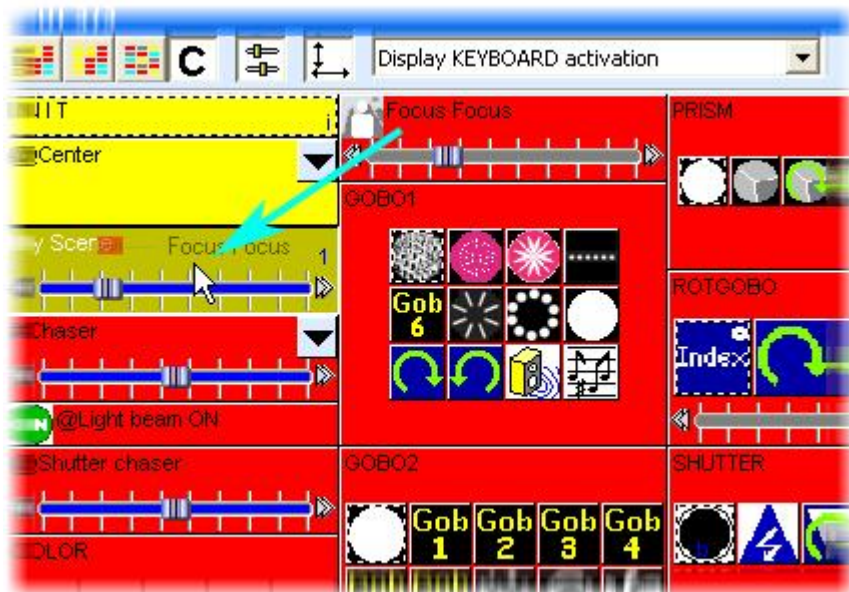 C
Display KEYBOARD activation
i
@Center
Focus Focus
PRISM
GOBO1
Focus Focus
1
Gob
6
ROTGOBO
Index
Chaser
@Light beam ON
@Shutter chaser
GOBO2
SHUTTER
Gob Gob Gob Gob
1 2 3 4